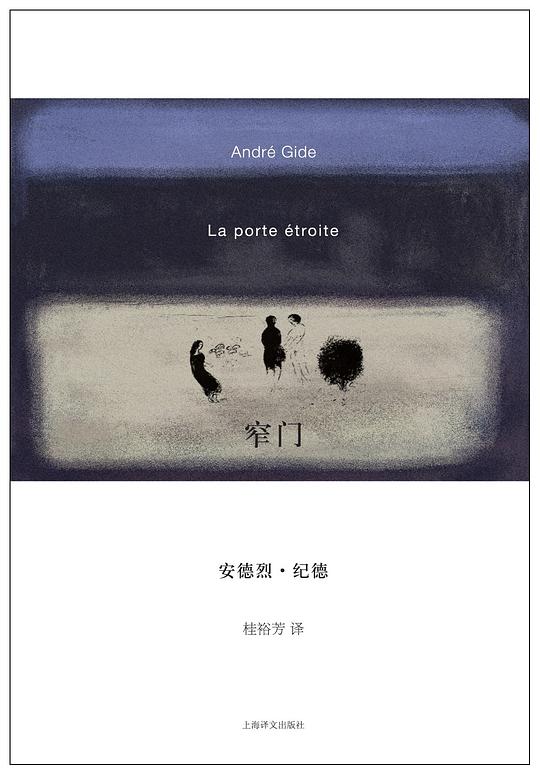 André Gide
La porte étroite
窄门
安德烈·纪德
桂裕芳 译
上海译文出版社